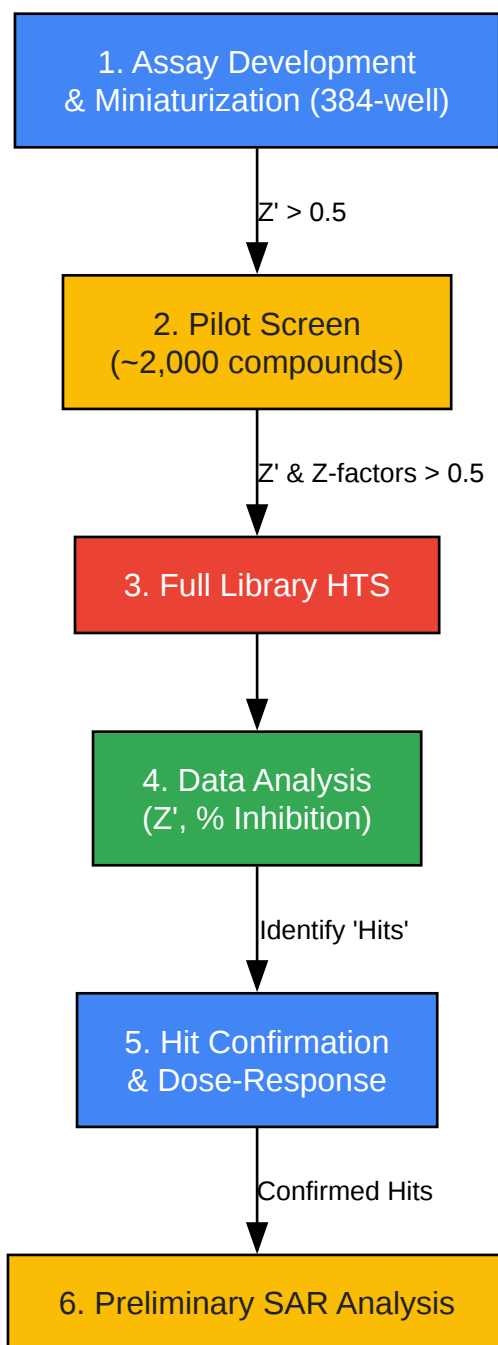 1. Assay Development
& Miniaturization (384-well)
Z' > 0.5
2. Pilot Screen
(~2,000 compounds)
Z' & Z-factors > 0.5
3. Full Library HTS
4. Data Analysis
(Z', % Inhibition)
Identify 'Hits'
5. Hit Confirmation
& Dose-Response
Confirmed Hits
6. Preliminary SAR Analysis